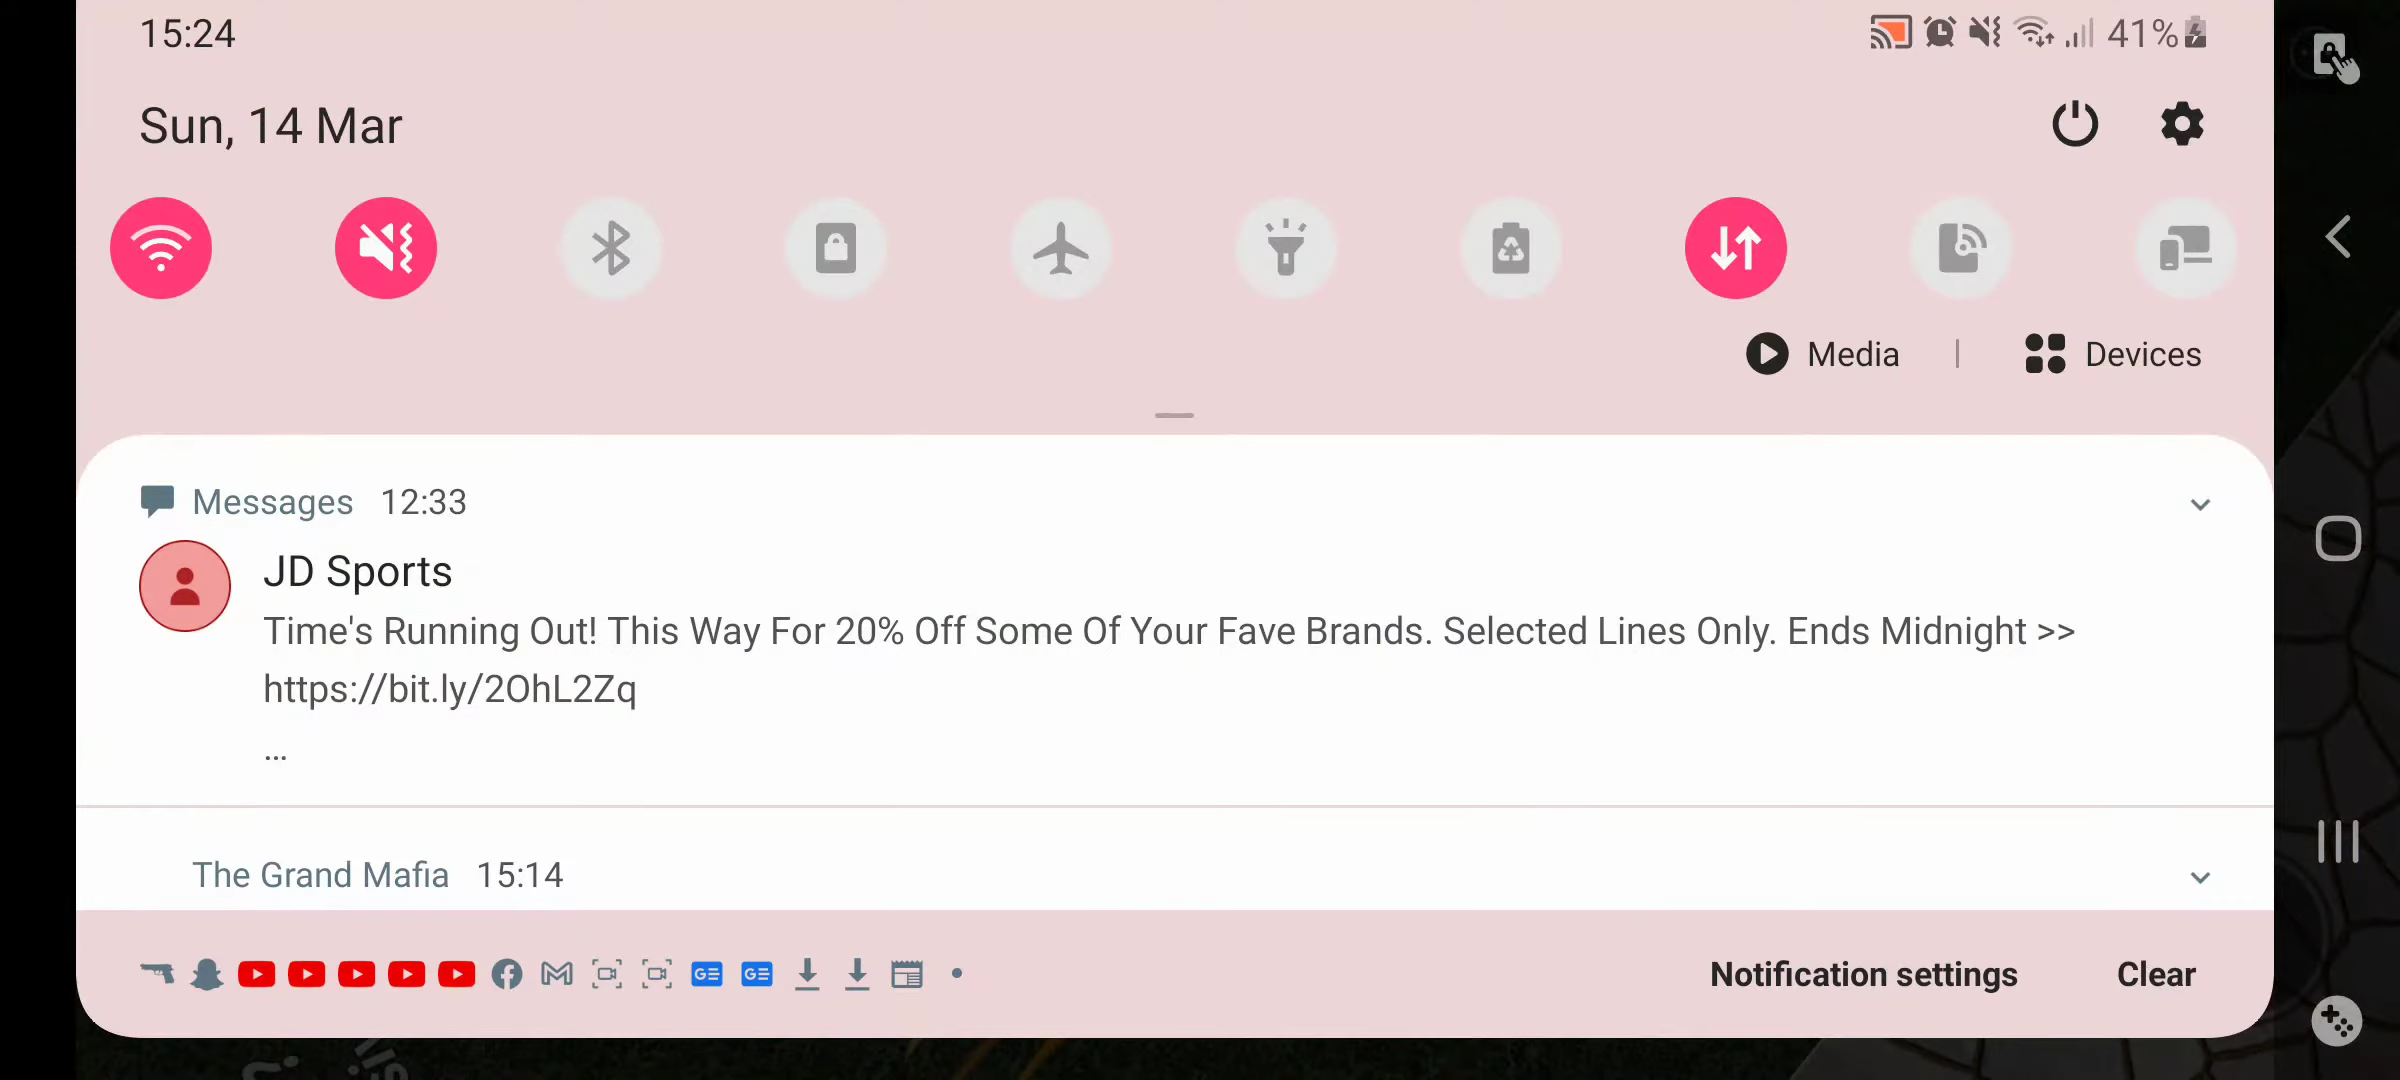 15:24
41%
Sun, 14 Mar
Media | Devices
Messages 12:33
JD Sports
Time's Running Out! This Way For 20% Off Some Of Your Fave Brands. Selected Lines Only. Ends Midnight >>
https://bit.ly/2OhL2Zq
...
The Grand Mafia 15:14
GE GE
Notification settings Clear